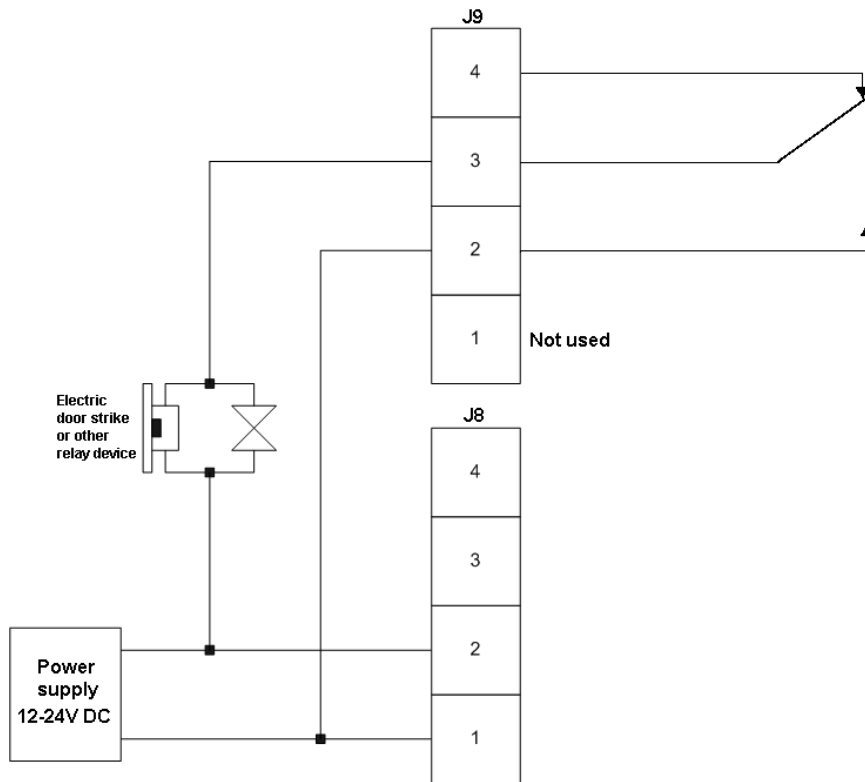 J9
4
3
2
1
Not used
Electric
door strike
or other
relay device
J8
4
3
2
1
Power
supply
12-24V DC